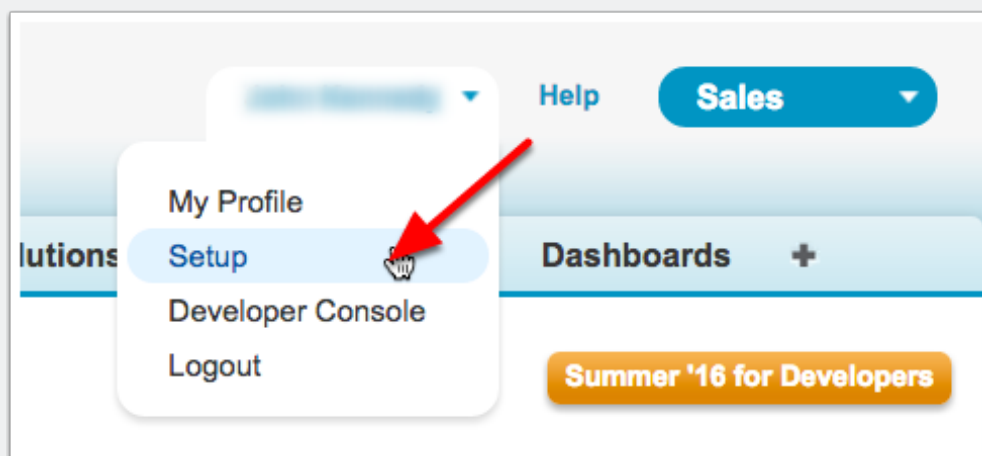 Help
Sales
My Profile
lutions
Setup
Dashboards
Developer Console
Logout
Summer '16 for Developers